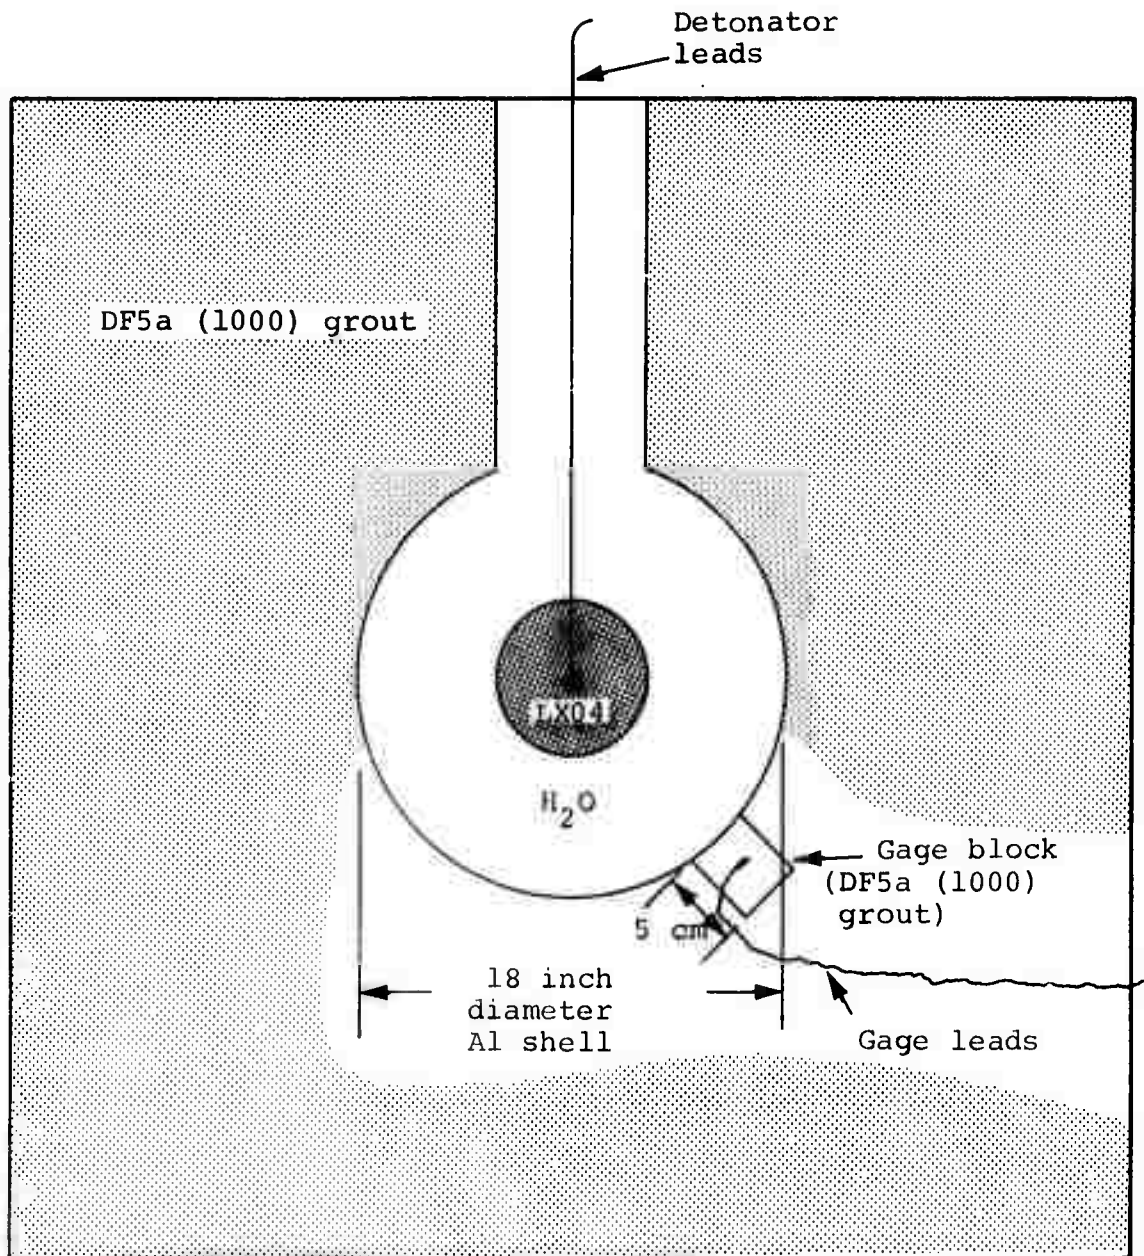 Detonator
leads
DF5a (1000) grout
LX04
H₂O
Gage block
(DF5a (1000)
grout)
5 cm
18 inch
diameter
Al shell
Gage leads